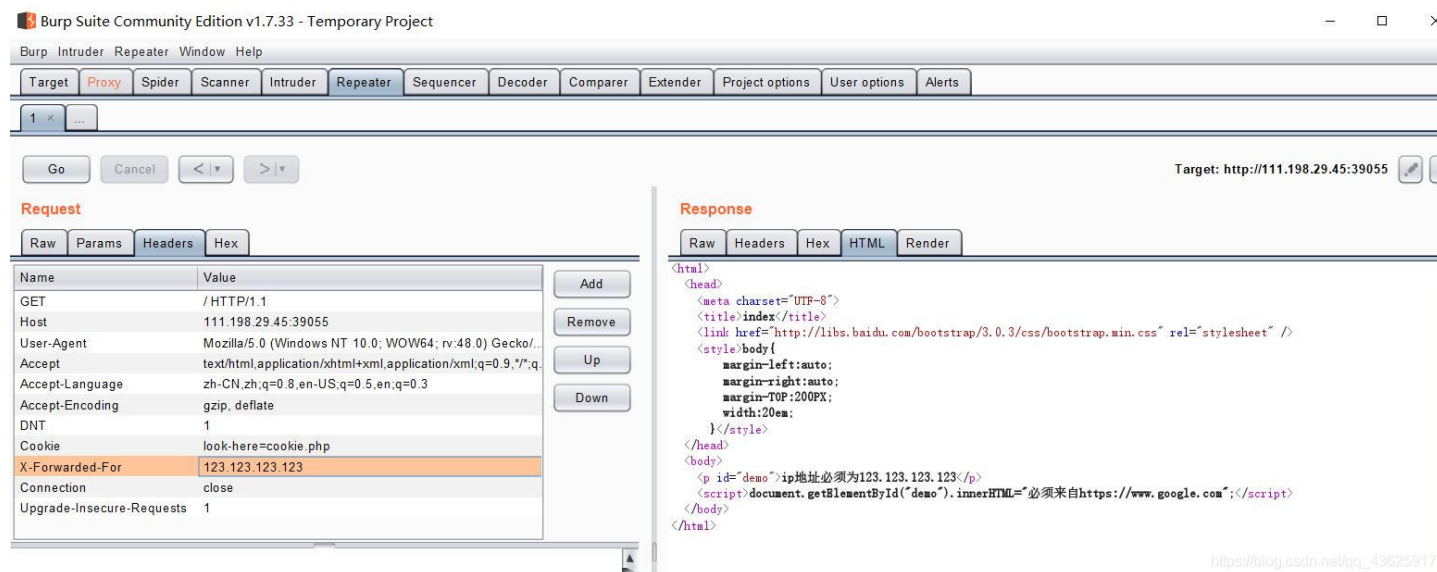 Burp Suite Community Edition v1.7.33 - Temporary Project
Burp Intruder Repeater Window Help
Target Proxy Spider Scanner Intruder Repeater Sequencer Decoder Comparer Extender Project options User options Alerts
1 × ...
Go Cancel < > Target: http://111.198.29.45:39055
Request
Raw Params Headers Hex
Name Value
GET / HTTP/1.1
Host 111.198.29.45:39055
User-Agent Mozilla/5.0 (Windows NT 10.0; WOW64; rv:48.0) Gecko/...
Accept text/html,application/xhtml+xml,application/xml;q=0.9,*/*;q.
Accept-Language zh-CN,zh;q=0.8,en-US;q=0.5,en;q=0.3
Accept-Encoding gzip, deflate
DNT 1
Cookie look-here=cookie.php
X-Forwarded-For 123.123.123.123
Connection close
Upgrade-Insecure-Requests 1
Add
Remove
Up
Down
Response
Raw Headers Hex HTML Render
<html>
<head>
<meta charset="UTF-8">
<title>index</title>
<link href="http://libs.baidu.com/bootstrap/3.0.3/css/bootstrap.min.css" rel="stylesheet" />
<style>body{
margin-left:auto;
margin-right:auto;
margin-TOP:200PX;
width:20em;
}</style>
</head>
<body>
<p id="demo">ip地址必须为123.123.123.123</p>
<script>document.getElementById("demo").innerHTML="必须来自https://www.google.com";</script>
</body>
</html>
https://blog.csdn.net/qq_43625917